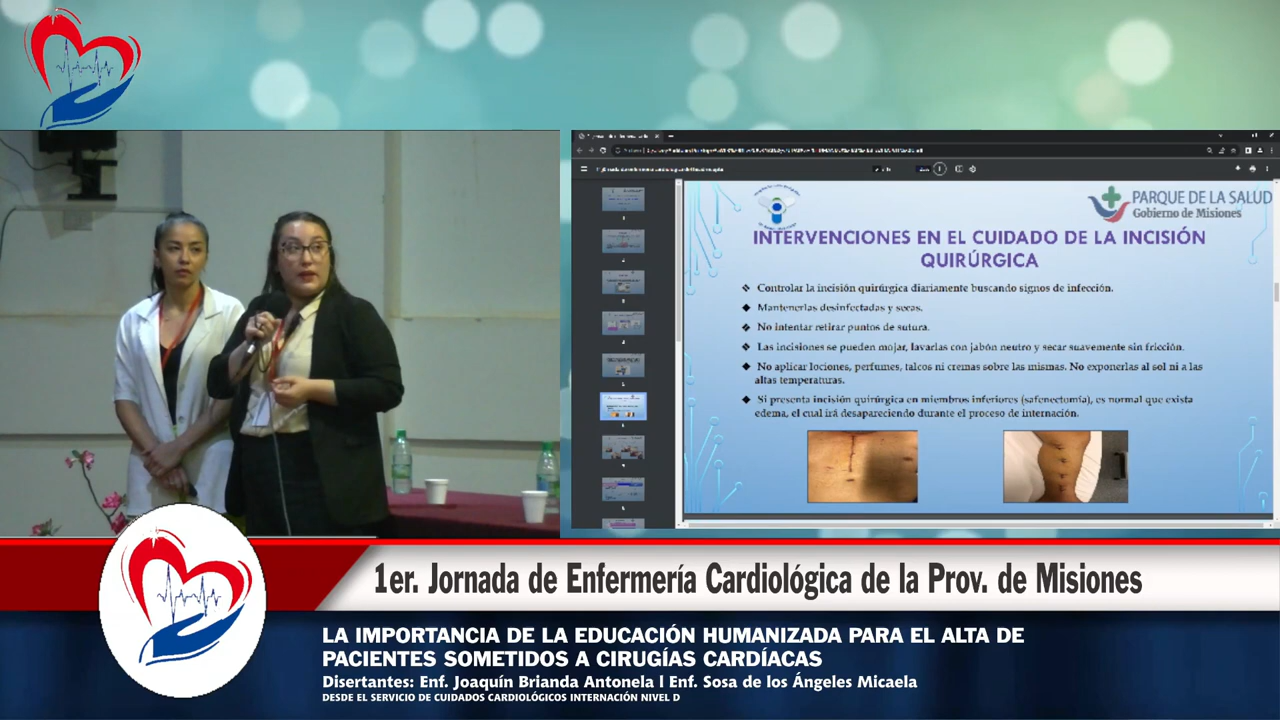 PARQUE DE LA SALUD
Gobierno de Misiones
INTERVENCIONES EN EL CUIDADO DE LA INCISIÓN
QUIRÚRGICA
Controlar la incisión quirúrgica diariamente buscando signos de infección.
Mantenerlas desinfectadas y secas.
No intentar retirar puntos de sutura.
Las incisiones se pueden mojar, lavarlas con jabón neutro y secar suavemente sin fricción.
No aplicar lociones, perfumes, talcos ni cremas sobre las mismas. No exponerlas al sol ni a las
altas temperaturas.
Si presenta incisión quirúrgica en miembros inferiores (safenectomía), es normal que exista
edema, el cual irá desapareciendo durante el proceso de internación.
1er. Jornada de Enfermería Cardiológica de la Prov. de Misiones
LA IMPORTANCIA DE LA EDUCACIÓN HUMANIZADA PARA EL ALTA DE
PACIENTES SOMETIDOS A CIRUGÍAS CARDÍACAS
Disertantes: Enf. Joaquín Brianda Antonela l Enf. Sosa de los Ángeles Micaela
DESDE EL SERVICIO DE CUIDADOS CARDIOLÓGICOS INTERNACIÓN NIVEL D